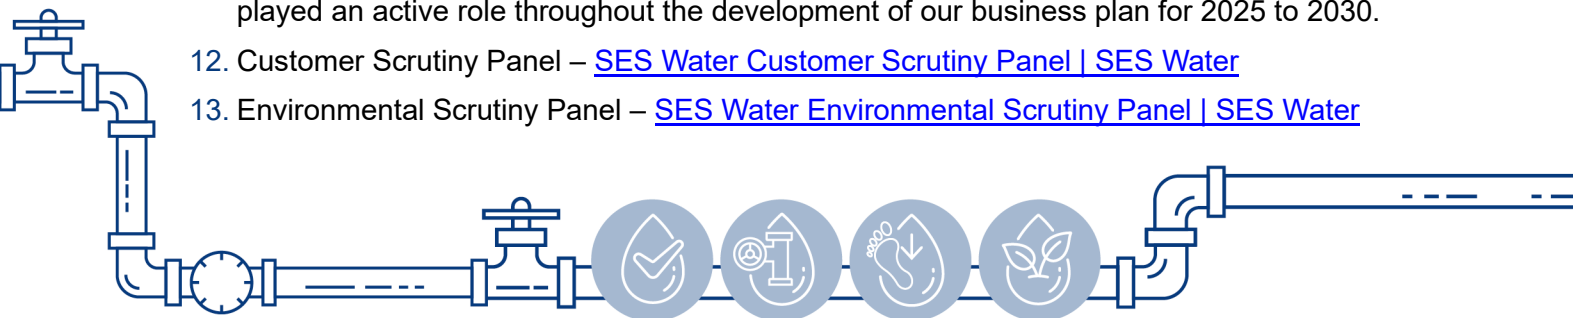 played an active role throughout the development of our business plan for 2025 to 2030.
12. Customer Scrutiny Panel – SES Water Customer Scrutiny Panel | SES Water
13. Environmental Scrutiny Panel – SES Water Environmental Scrutiny Panel | SES Water